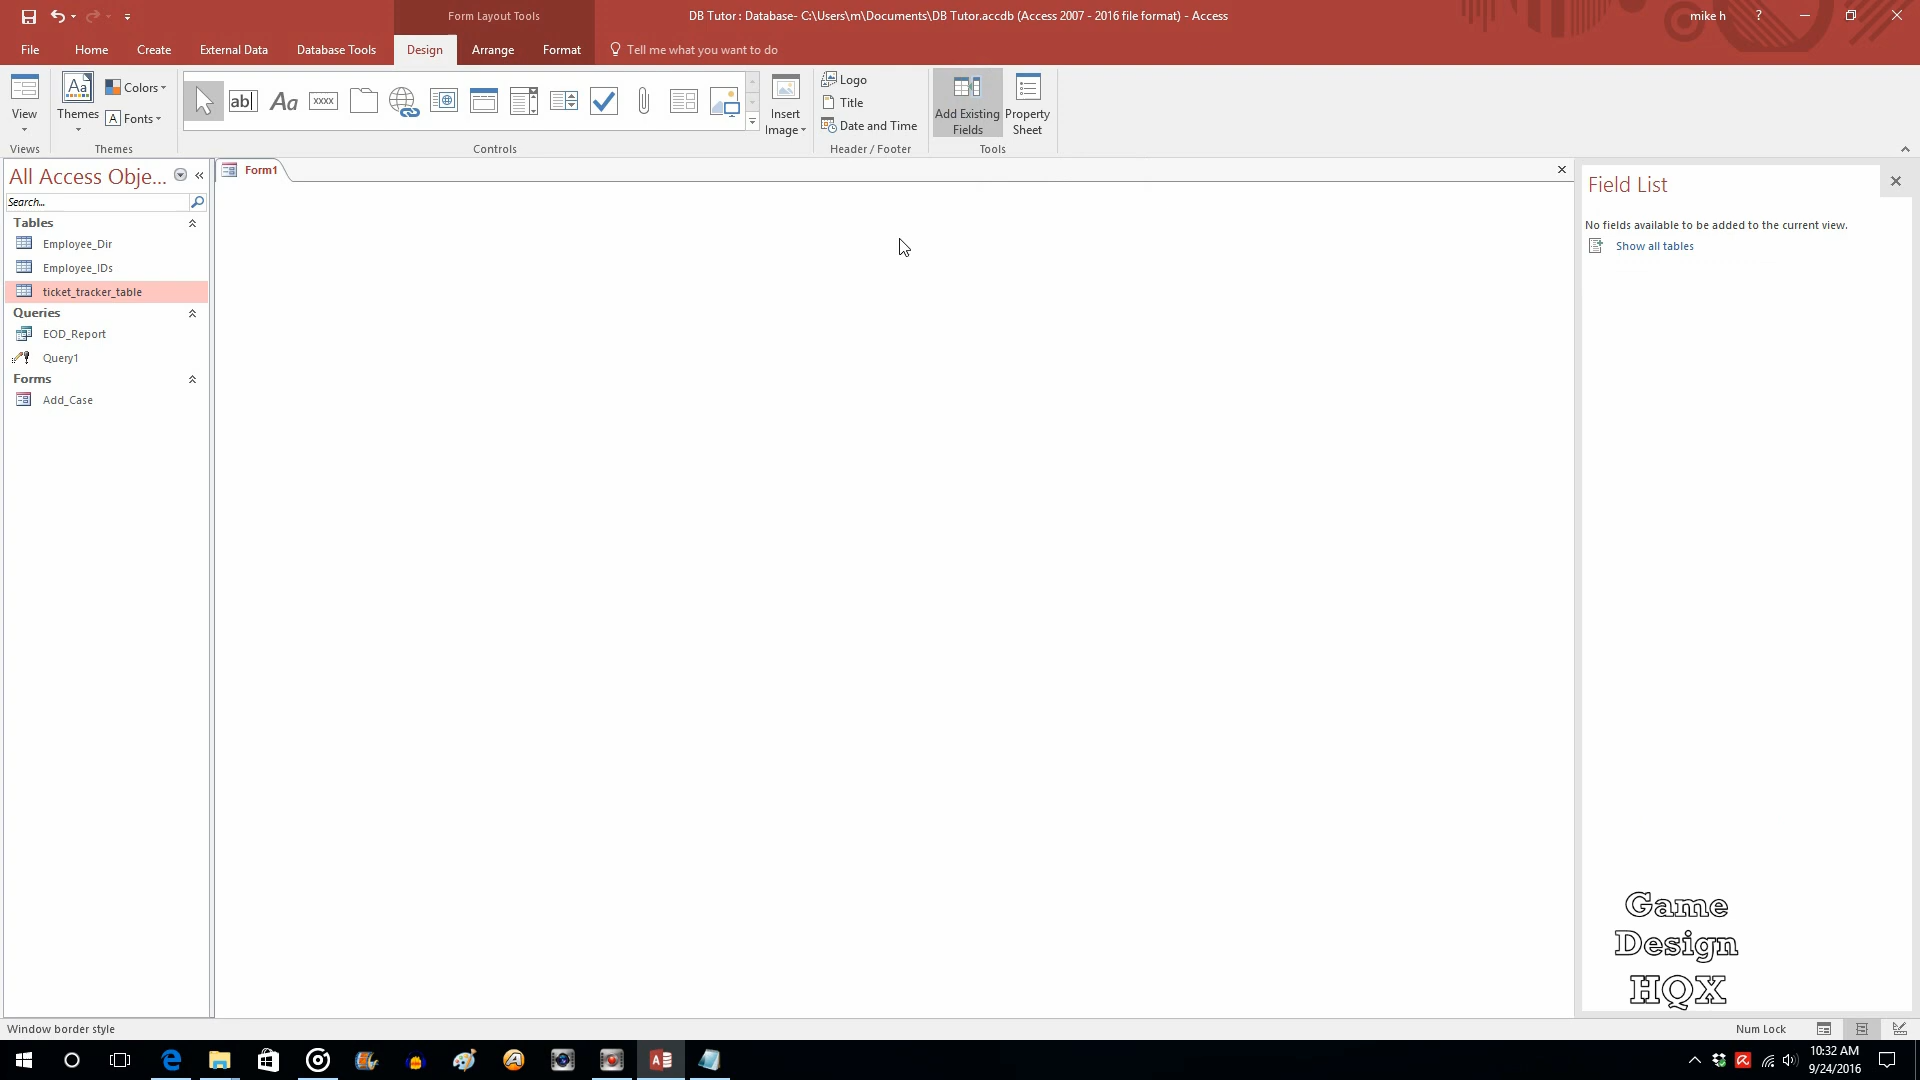 Form Layout Tools
DB Tutor : Database- C:\Users\m\Documents\DB Tutor.accdb (Access 2007 - 2016 file format) - Access
mike h
?
File
Home
Create
External Data
Database Tools
Design
Arrange
Format
Tell me what you want to do
View
Themes
Colors
Fonts
Aa
ab|
Aa
xxxx
Insert
Image
Logo
Title
Date and Time
Add Existing
Fields
Property
Sheet
Views
Themes
Controls
Header / Footer
Tools
All Access Obje...
Search...
Tables
Employee_Dir
Employee_IDs
ticket_tracker_table
Queries
EOD_Report
Query1
Forms
Add_Case
Form1
Field List
No fields available to be added to the current view.
Show all tables
Game
Design
HQX
Window border style
Num Lock
10:32 AM
9/24/2016